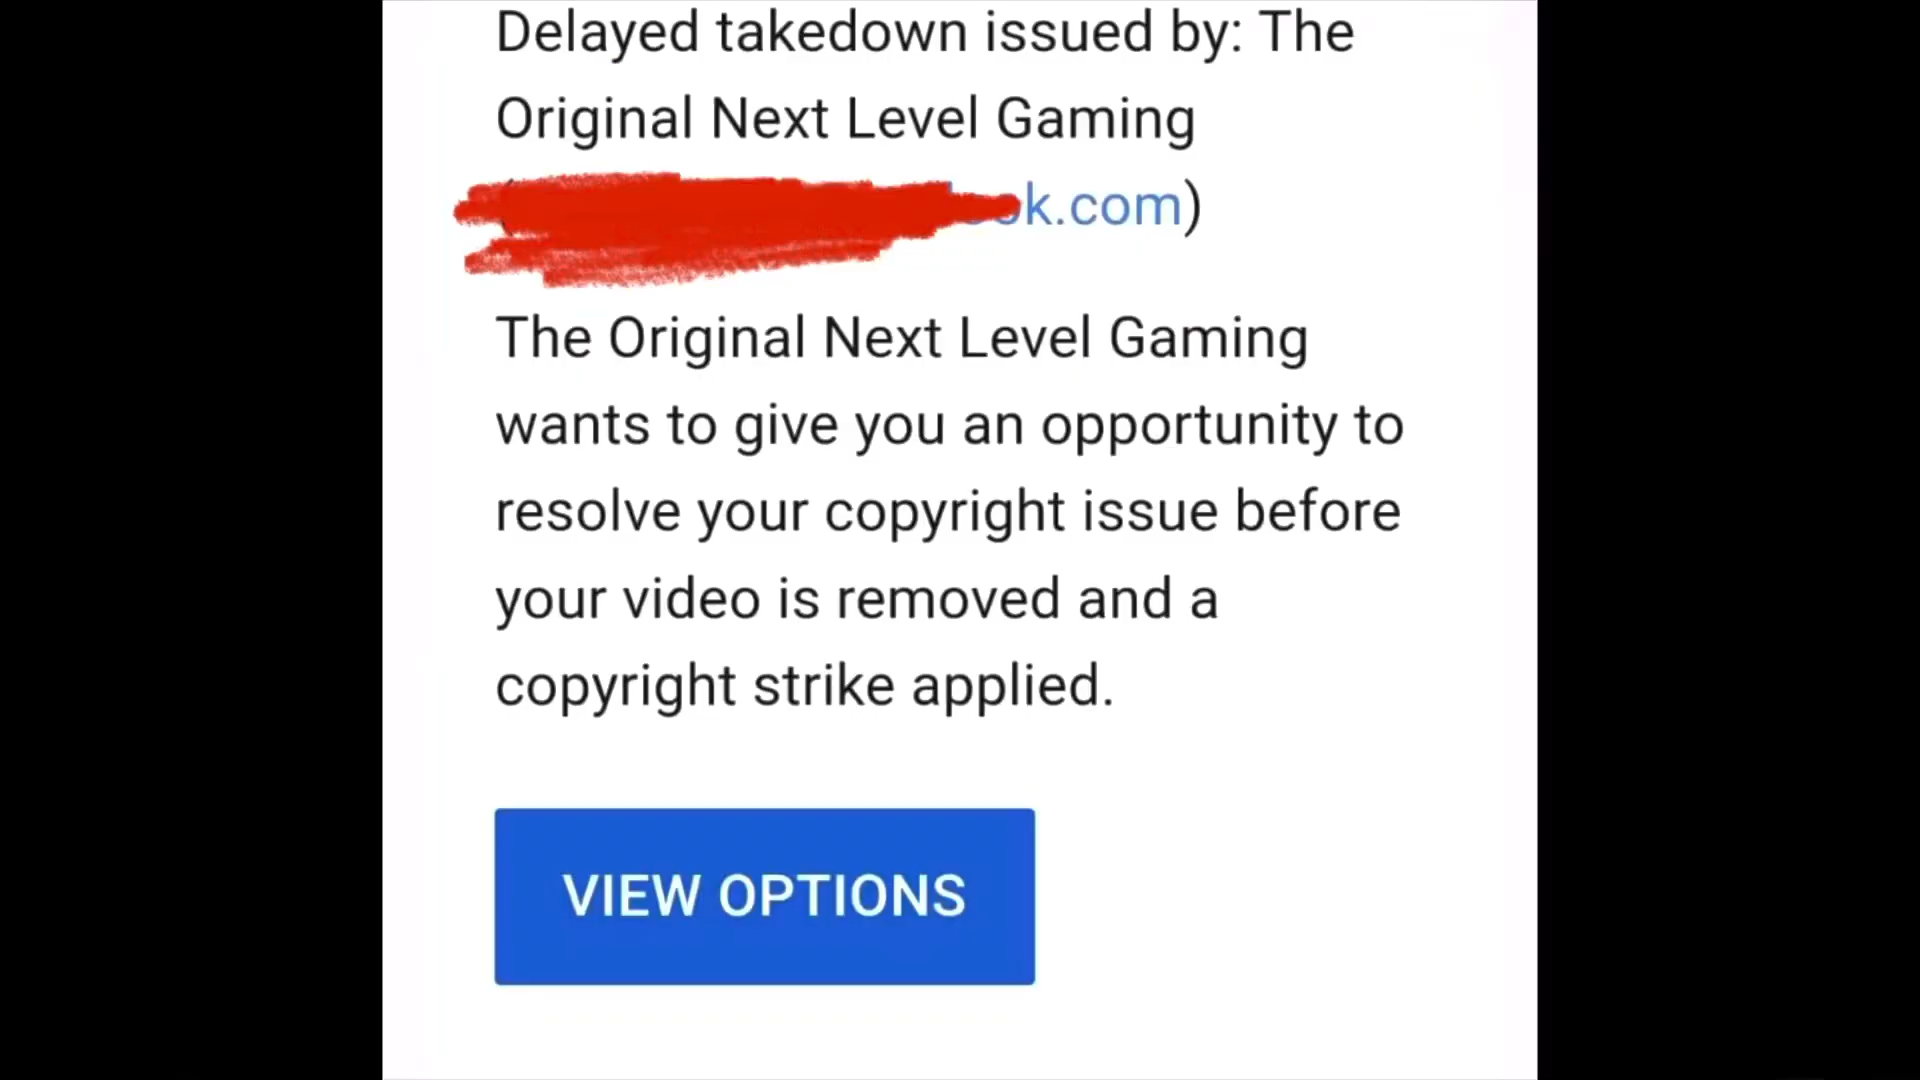 Delayed takedown issued by: The
Original Next Level Gaming
k.com)
The Original Next Level Gaming
wants to give you an opportunity to
resolve your copyright issue before
your video is removed and a
copyright strike applied.
VIEW OPTIONS